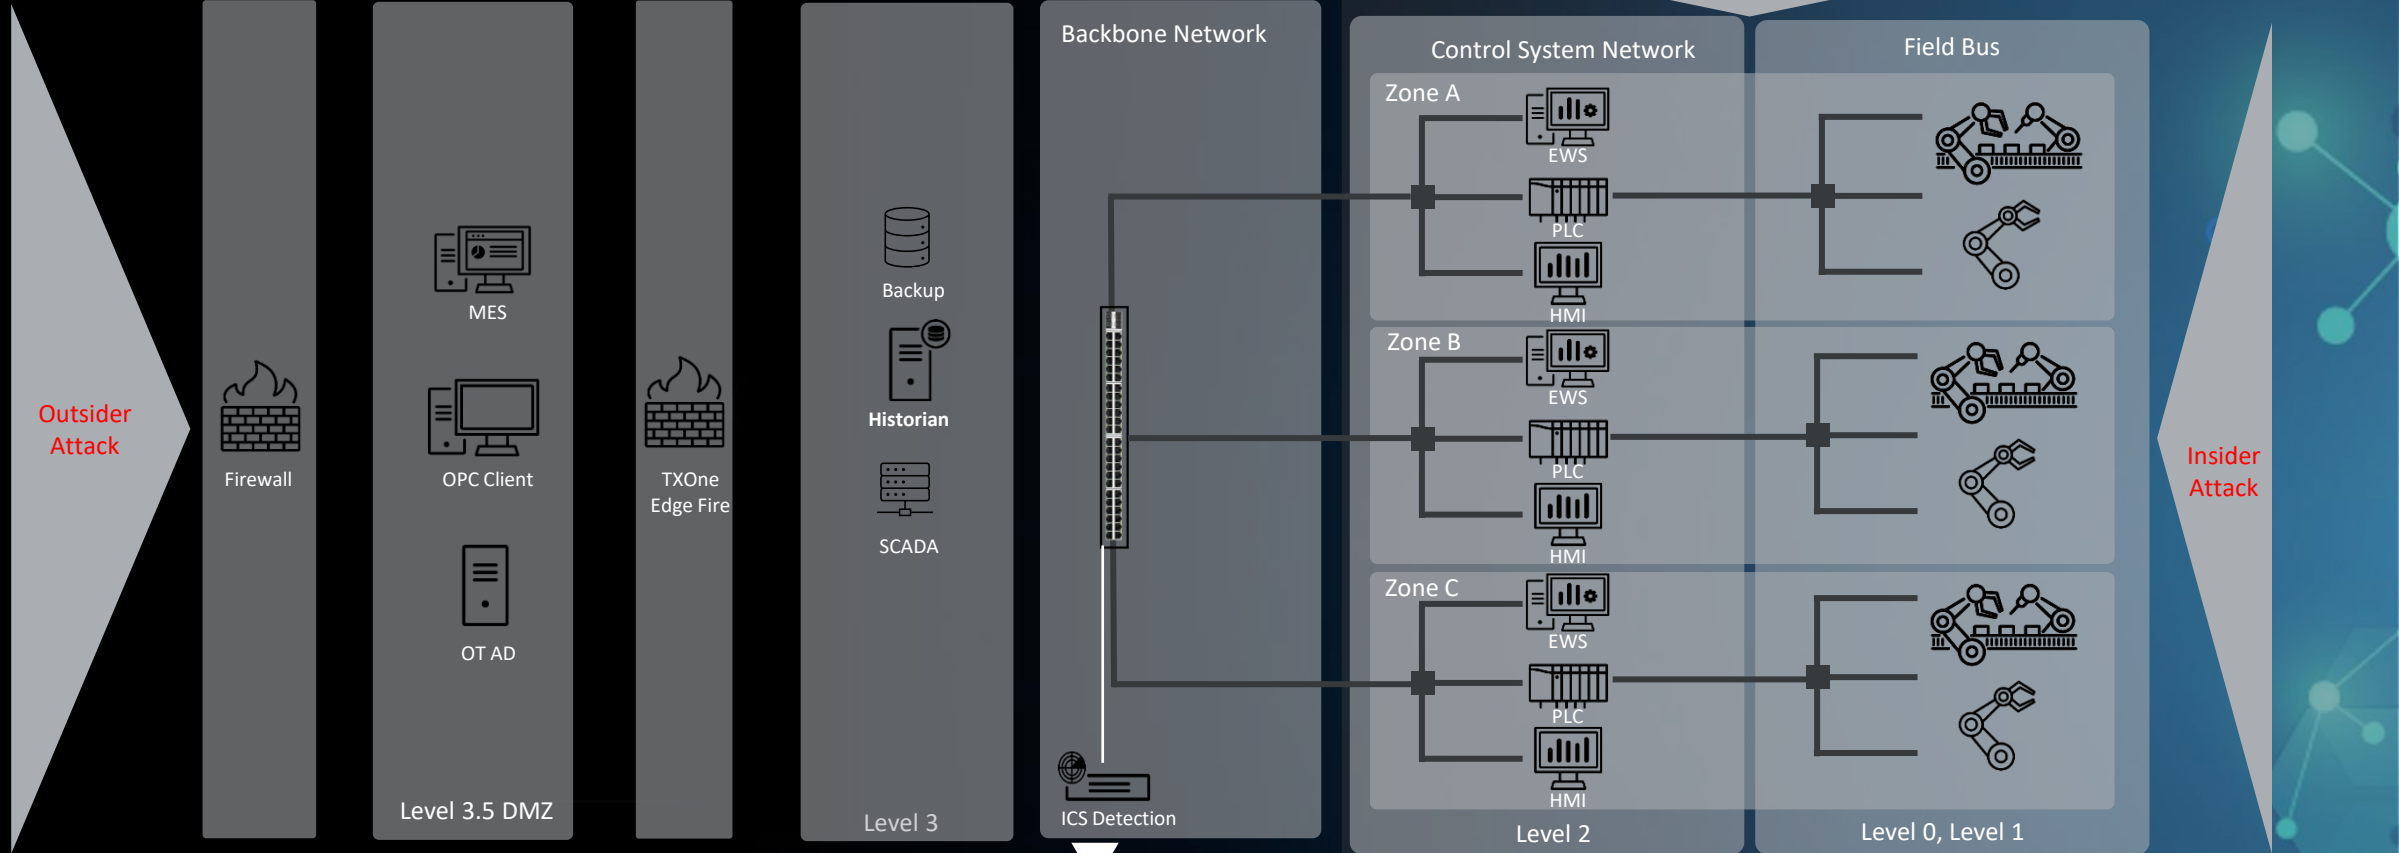 Outsider
Attack
Firewall
MES
OPC Client
OT AD
Level 3.5 DMZ
TXOne
Edge Fire
Backup
Historian
SCADA
Level 3
Backbone Network
ICS Detection
Control System Network
Field Bus
Zone A
EWS
PLC
HMI
Zone B
EWS
PLC
HMI
Zone C
EWS
PLC
HMI
Level 2
Level 0, Level 1
Insider
Attack